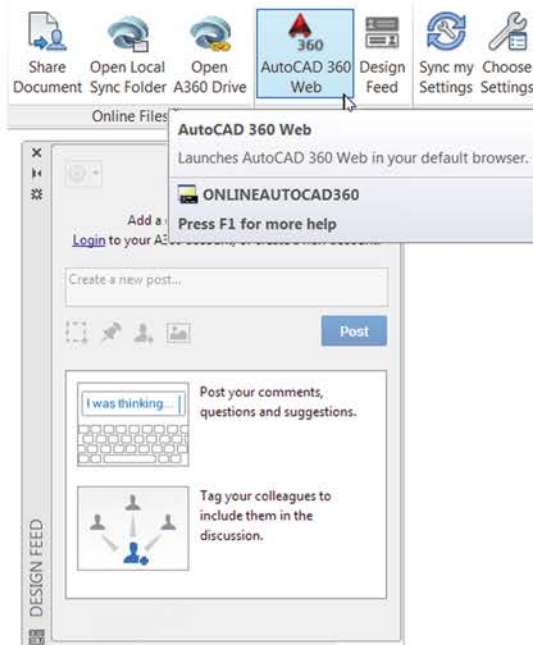 360
Share Document
Open Local Sync Folder
Open A360 Drive
AutoCAD 360 Web
Design Feed
Sync my Settings
Choose Settings
Online Files
AutoCAD 360 Web
Launches AutoCAD 360 Web in your default browser.
ONLINEAUTOCAD360
Press F1 for more help
Add a
Login to your
Create a new post...
Post
I was thinking...
Post your comments,
questions and suggestions.
Tag your colleagues to
include them in the
discussion.
DESIGN FEED